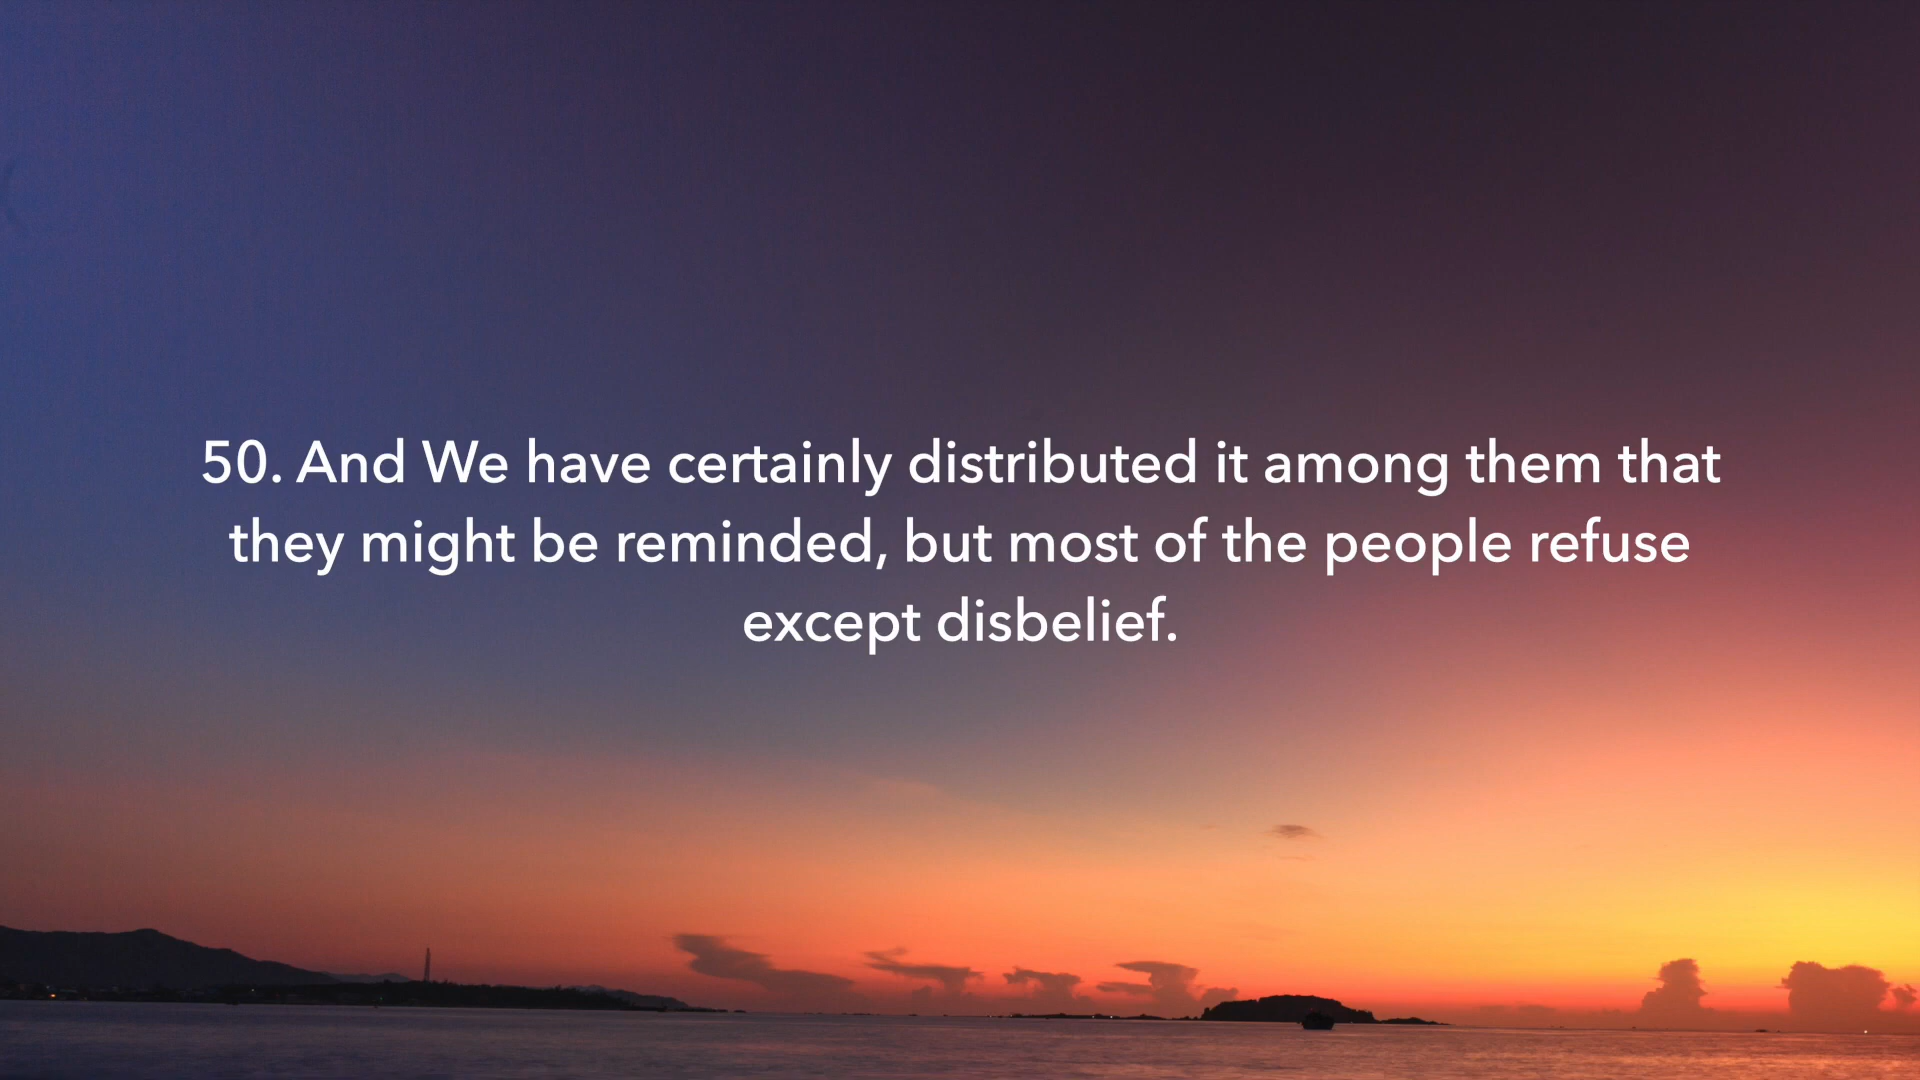 50. And We have certainly distributed it among them that
they might be reminded, but most of the people refuse
except disbelief.